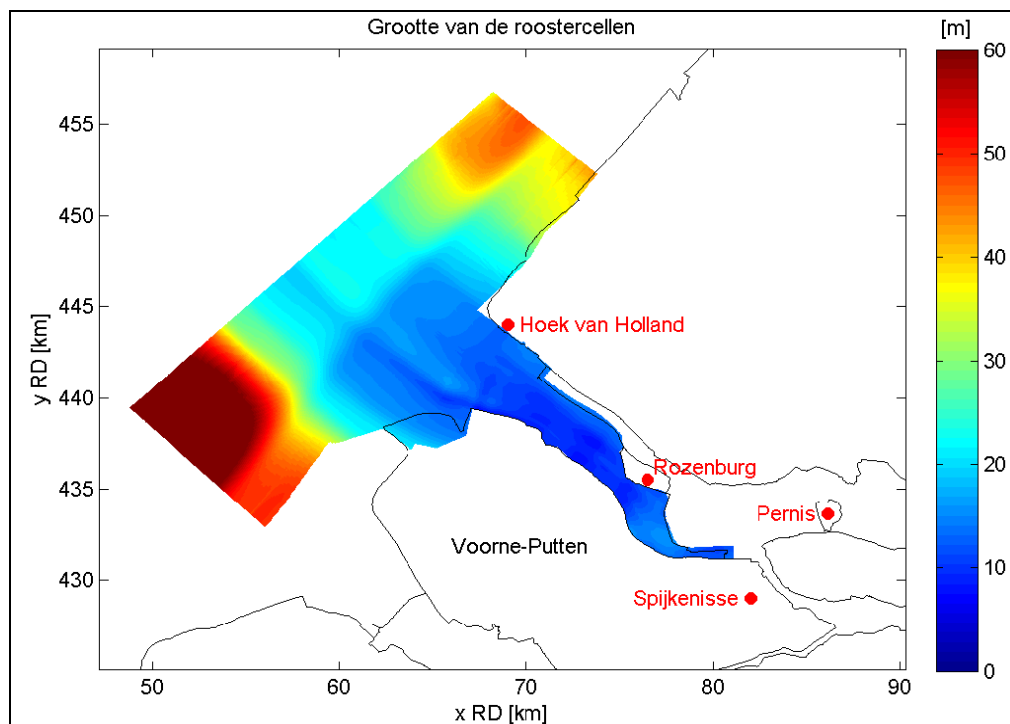 Grootte van de roostercellen
[m]
60
50
40
30
20
10
0
455
450
445
440
435
430
y RD [km]
Hoek van Holland
Rozenburg
Pernis
Voorne-Putten
Spijkenisse
50
60
70
80
90
x RD [km]